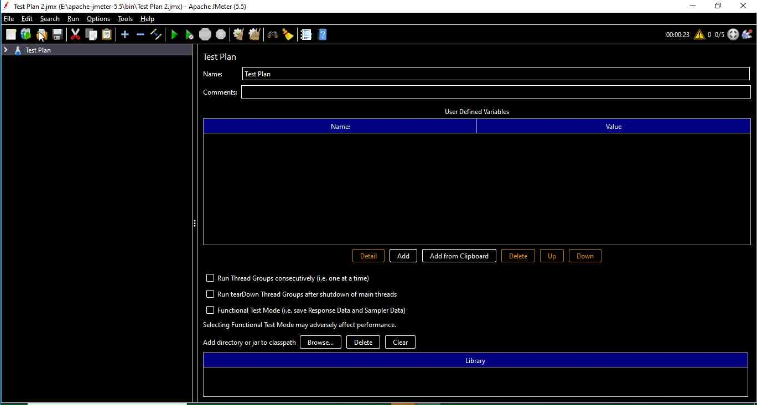 Test Plan 2.jmx (E:\apache-jmeter-5.5\bin\Test Plan 2.jmx) - Apache JMeter (5.5)
File Edit Search Run Options Tools Help
00:00:23 0 0/5
Test Plan
Test Plan
Name: Test Plan
Comments:
User Defined Variables
Name: Value
Detail Add Add from Clipboard Delete Up Down
Run Thread Groups consecutively (i.e. one at a time)
Run tearDown Thread Groups after shutdown of main threads
Functional Test Mode (i.e. save Response Data and Sampler Data)
Selecting Functional Test Mode may adversely affect performance.
Add directory or jar to classpath Browse... Delete Clear
Library